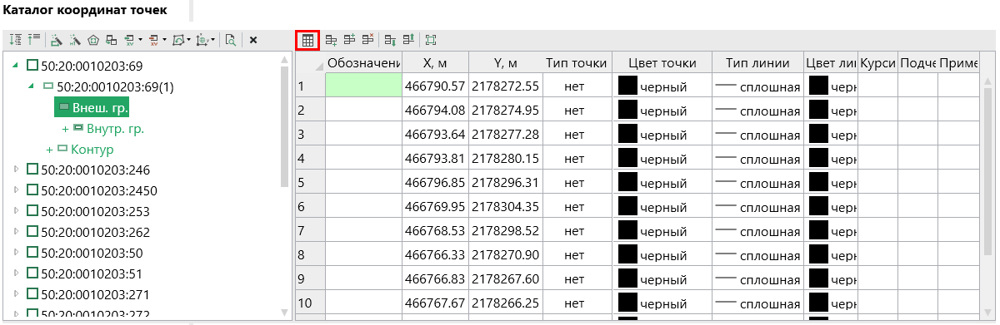 Каталог координат точек
50:20:0010203:69
50:20:0010203:69(1)
Внеш. гр.
+ Внутр. гр.
+ Контур
50:20:0010203:246
50:20:0010203:2450
50:20:0010203:253
50:20:0010203:262
50:20:0010203:50
50:20:0010203:51
50:20:0010203:271
50:20:0010203:272
Обозначени X, м Y, м Тип точки Цвет точки Тип линии Цвет лин Курси Подче Приме
1 466790.57 2178272.55 нет черный сплошная черн
2 466794.08 2178274.95 нет черный сплошная черн
3 466793.64 2178277.28 нет черный сплошная черн
4 466793.81 2178280.15 нет черный сплошная черн
5 466796.85 2178296.31 нет черный сплошная черн
6 466769.95 2178304.35 нет черный сплошная черн
7 466768.53 2178298.52 нет черный сплошная черн
8 466766.33 2178270.90 нет черный сплошная черн
9 466766.83 2178267.60 нет черный сплошная черн
10 466767.67 2178266.25 нет черный сплошная черн